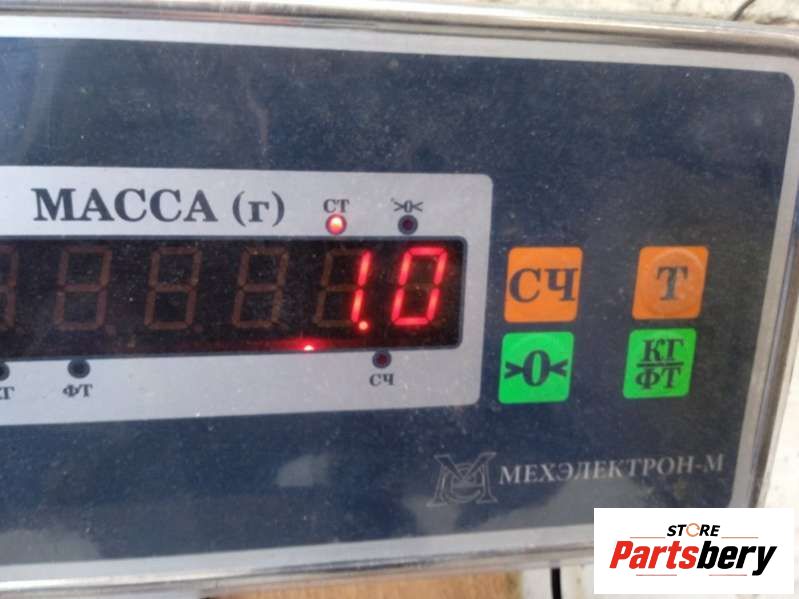 МАССА (г)
СТ
>0<
1.0
СЧ
Т
ФТ
СЧ
>0<
КГ
ФТ
МЕХЭЛЕКТРОН-М
STORE
Partsbery